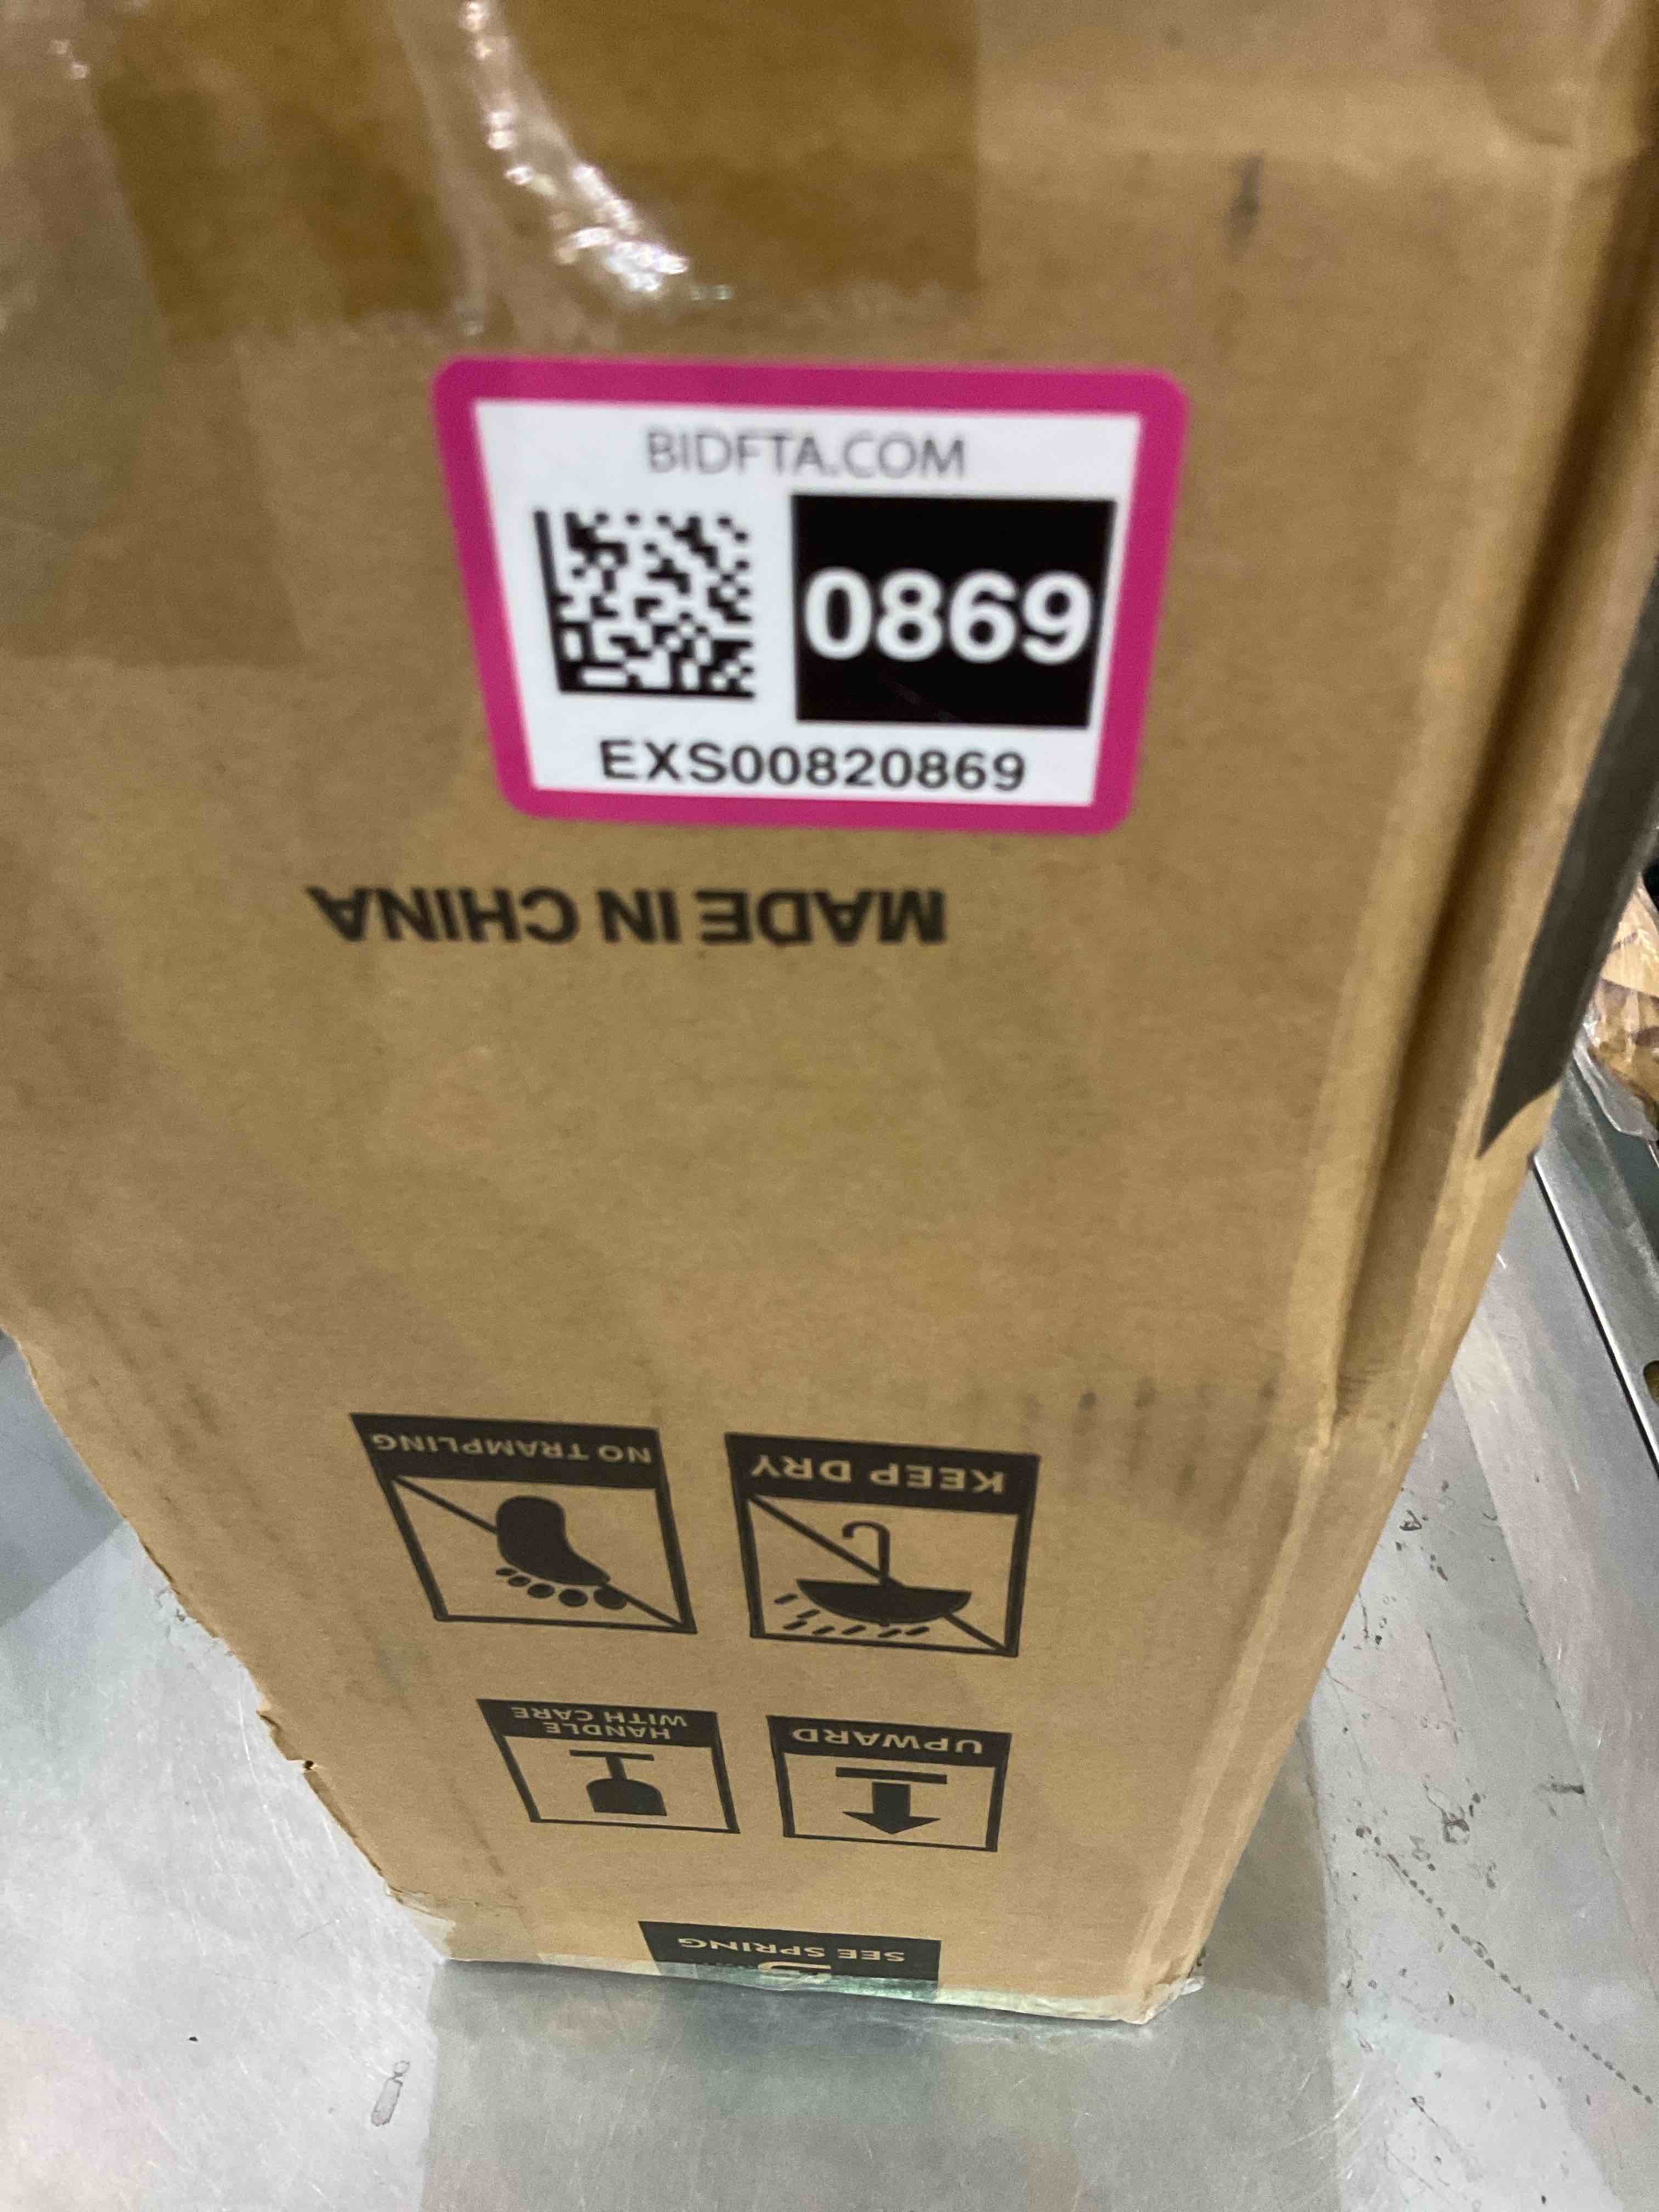 BIDFTA.COM
0869
EXS00820869
MADE IN CHINA
NO TRAMPLING
KEEP DRY
HANDLE
WITH CARE
UPWARD
SEE SPRING